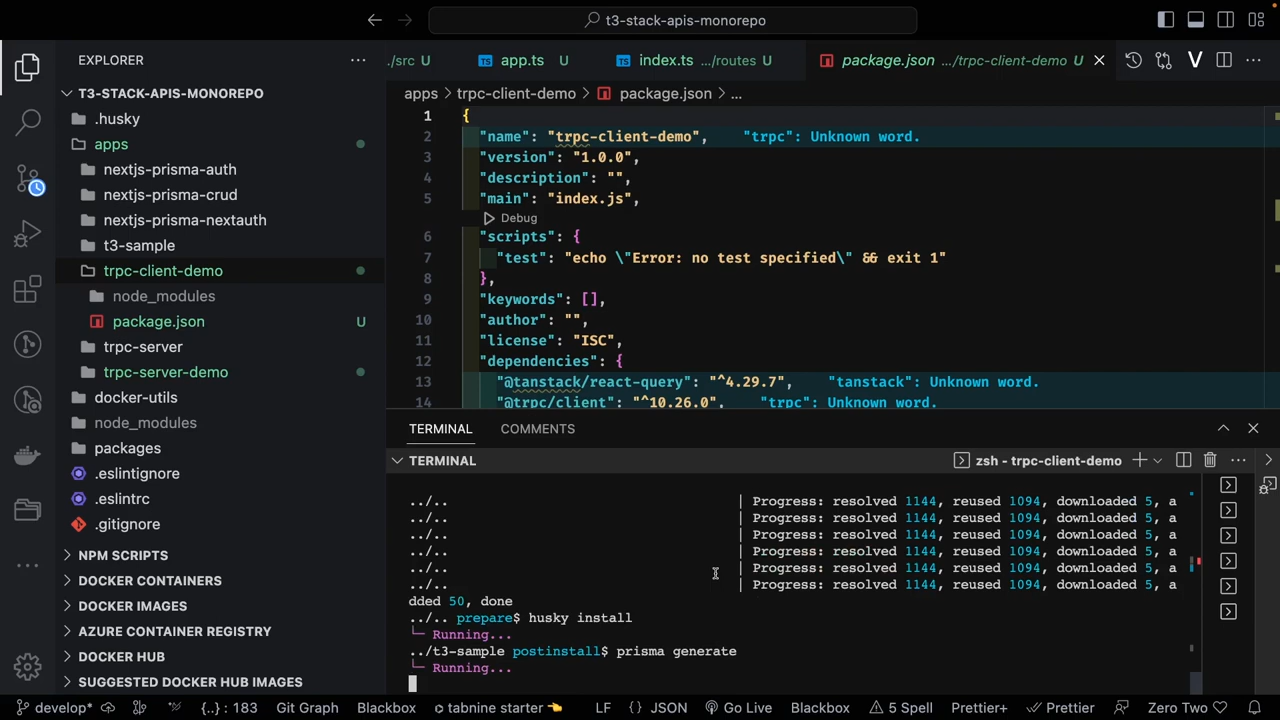 t3-stack-apis-monorepo
EXPLORER
T3-STACK-APIS-MONOREPO
.husky
apps
nextjs-prisma-auth
nextjs-prisma-crud
nextjs-prisma-nextauth
t3-sample
trpc-client-demo
node_modules
package.json U
trpc-server
trpc-server-demo
docker-utils
node_modules
packages
.eslintignore
.eslintrc
.gitignore
NPM SCRIPTS
DOCKER CONTAINERS
DOCKER IMAGES
AZURE CONTAINER REGISTRY
DOCKER HUB
SUGGESTED DOCKER HUB IMAGES
./src U
TS app.ts U
TS index.ts .../routes U
package.json .../trpc-client-demo U
apps > trpc-client-demo > package.json > ...
1 {
2 "name": "trpc-client-demo", "trpc": Unknown word.
3 "version": "1.0.0",
4 "description": "",
5 "main": "index.js",
Debug
6 "scripts": {
7 "test": "echo \"Error: no test specified\" && exit 1"
8 },
9 "keywords": [],
10 "author": "",
11 "license": "ISC",
12 "dependencies": {
13 "@tanstack/react-query": "^4.29.7", "tanstack": Unknown word.
14 "@trpc/client": "^10.26.0", "trpc": Unknown word.
TERMINAL COMMENTS
TERMINAL
zsh - trpc-client-demo
../.. | Progress: resolved 1144, reused 1094, downloaded 5, a
../.. | Progress: resolved 1144, reused 1094, downloaded 5, a
../.. | Progress: resolved 1144, reused 1094, downloaded 5, a
../.. | Progress: resolved 1144, reused 1094, downloaded 5, a
../.. | Progress: resolved 1144, reused 1094, downloaded 5, a
../.. | Progress: resolved 1144, reused 1094, downloaded 5, a
dded 50, done
../.. prepare$ husky install
└─ Running...
../t3-sample postinstall$ prisma generate
└─ Running...
develop* {..} : 183 Git Graph Blackbox tabnine starter 👈 LF {} JSON Go Live Blackbox 5 Spell Prettier+ Prettier Zero Two